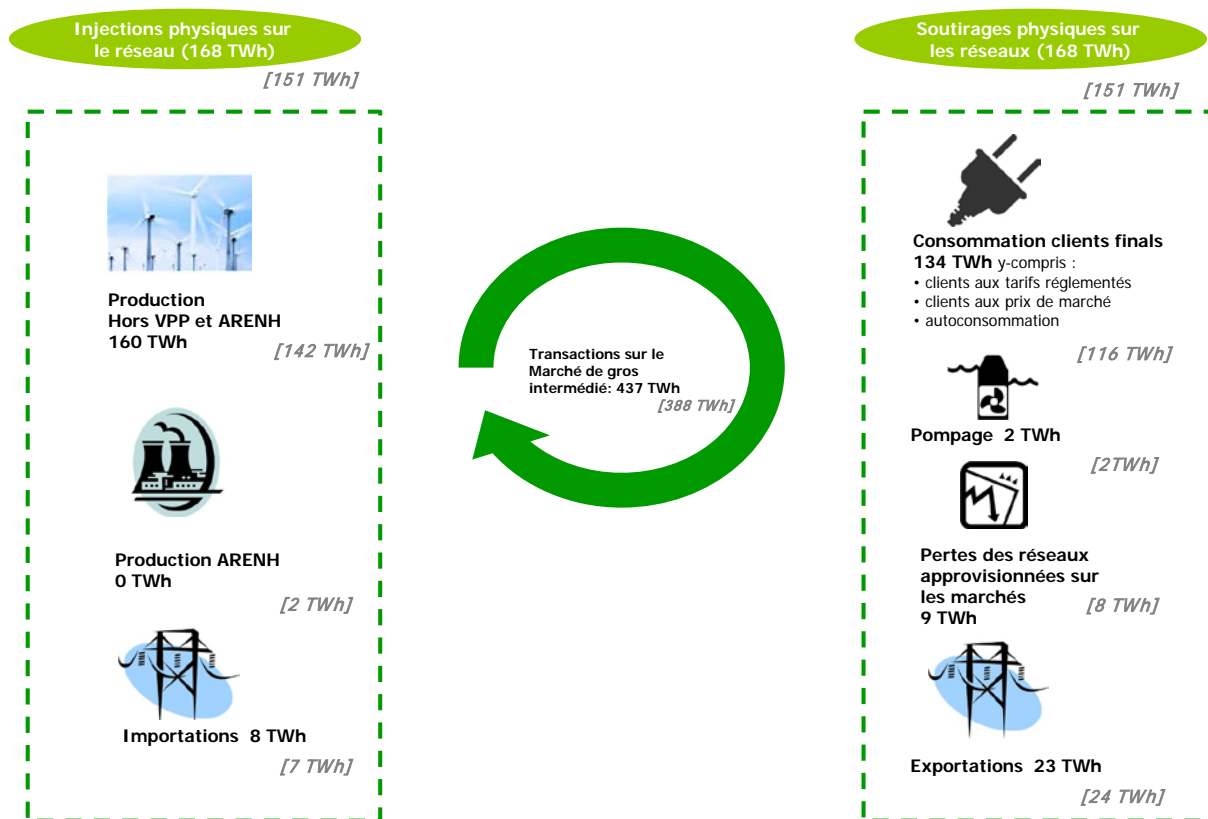 Injections physiques sur
le réseau (168 TWh)
[151 TWh]
Production
Hors VPP et ARENH
160 TWh
[142 TWh]
Production ARENH
0 TWh
[2 TWh]
Importations 8 TWh
[7 TWh]
Transactions sur le
Marché de gros
intermédié: 437 TWh
[388 TWh]
Soutirages physiques sur
les réseaux (168 TWh)
[151 TWh]
Consommation clients finals
134 TWh y-compris :
• clients aux tarifs réglementés
• clients aux prix de marché
• autoconsommation
[116 TWh]
Pompage 2 TWh
[2TWh]
Pertes des réseaux
approvisionnées sur
les marchés
9 TWh
[8 TWh]
Exportations 23 TWh
[24 TWh]